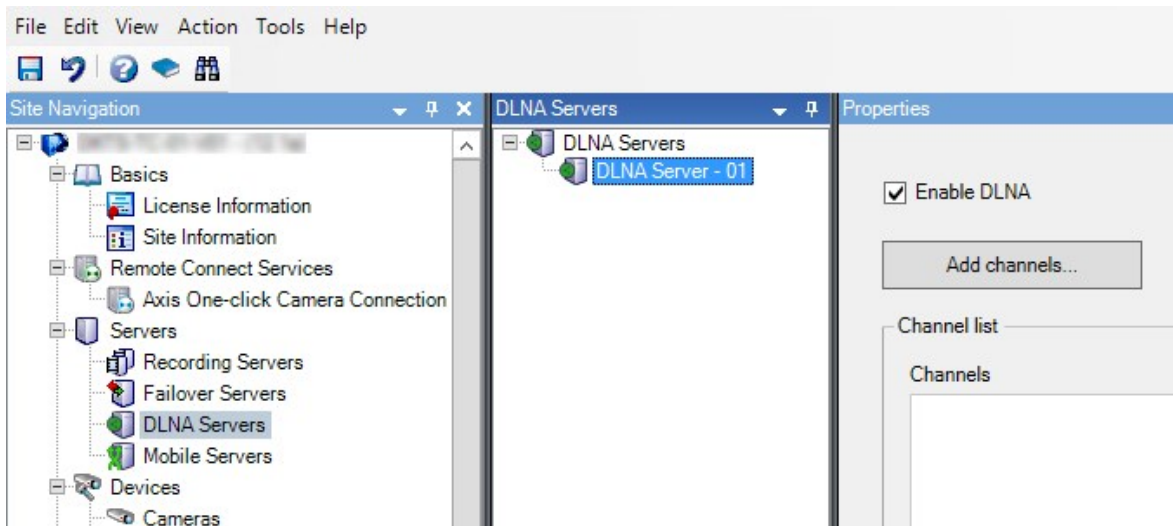 File Edit View Action Tools Help
Site Navigation
Basics
License Information
Site Information
Remote Connect Services
Axis One-click Camera Connection
Servers
Recording Servers
Failover Servers
DLNA Servers
Mobile Servers
Devices
Cameras
DLNA Servers
DLNA Servers
DLNA Server - 01
Properties
Enable DLNA
Add channels...
Channel list
Channels